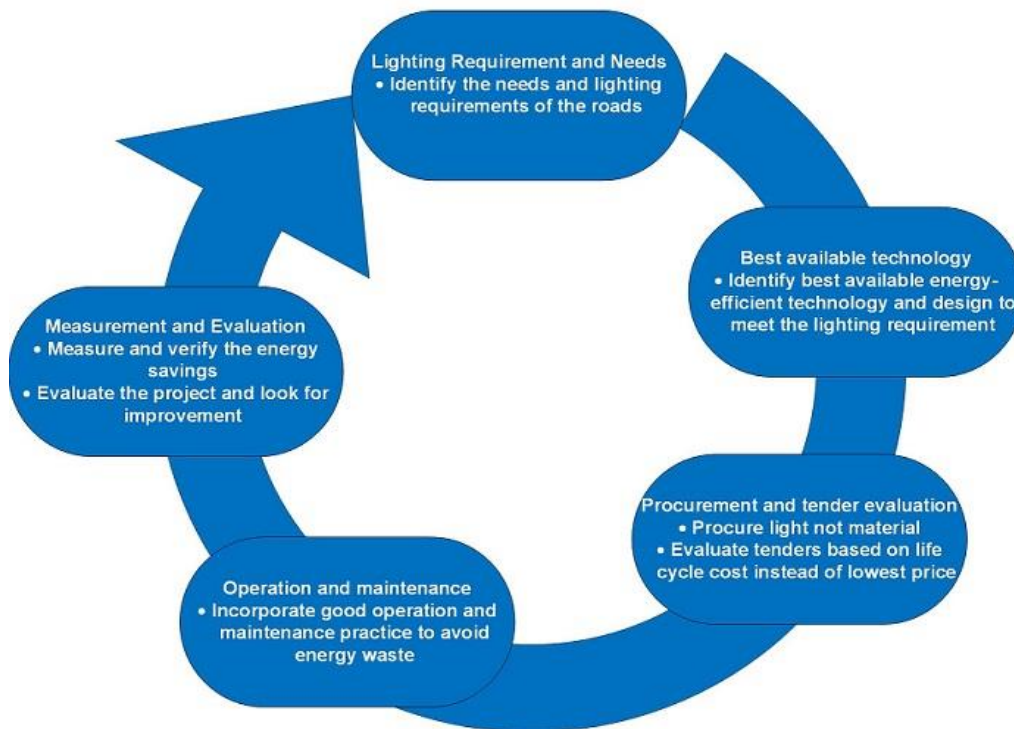 Lighting Requirement and Needs
• Identify the needs and lighting
requirements of the roads
Best available technology
• Identify best available energy-
efficient technology and design to
meet the lighting requirement
Procurement and tender evaluation
• Procure light not material
• Evaluate tenders based on life
cycle cost instead of lowest price
Operation and maintenance
• Incorporate good operation and
maintenance practice to avoid
energy waste
Measurement and Evaluation
• Measure and verify the energy
savings
• Evaluate the project and look for
improvement